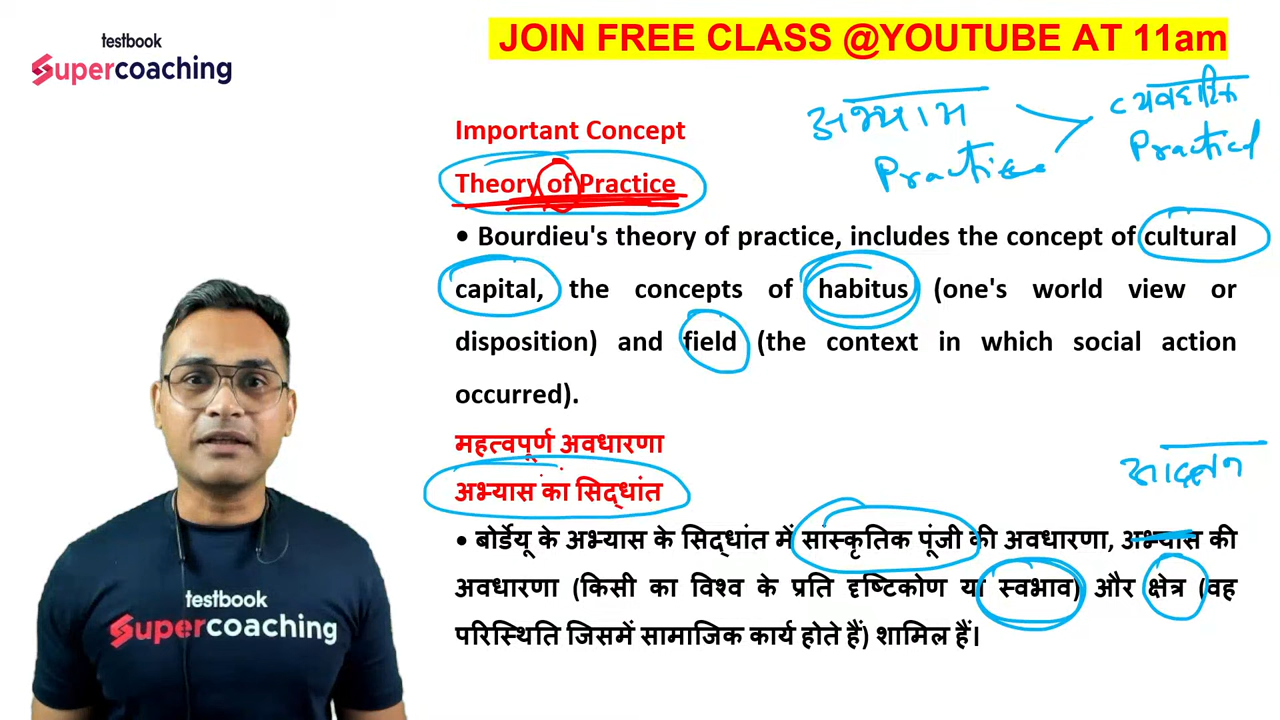 testbook
Supercoaching
JOIN FREE CLASS @YOUTUBE AT 11am
अभ्यास
Practice
व्यवहारिक
Practical
Important Concept
Theory of Practice
• Bourdieu's theory of practice, includes the concept of cultural
capital, the concepts of habitus (one's world view or
disposition) and field (the context in which social action
occurred).
महत्वपूर्ण अवधारणा
अभ्यास का सिद्धांत
• बोर्डेयू के अभ्यास के सिद्धांत में सांस्कृतिक पूंजी की अवधारणा, अभ्यास की
अवधारणा (किसी का विश्व के प्रति दृष्टिकोण या स्वभाव) और क्षेत्र (वह
परिस्थिति जिसमें सामाजिक कार्य होते हैं) शामिल हैं।
testbook
Supercoaching